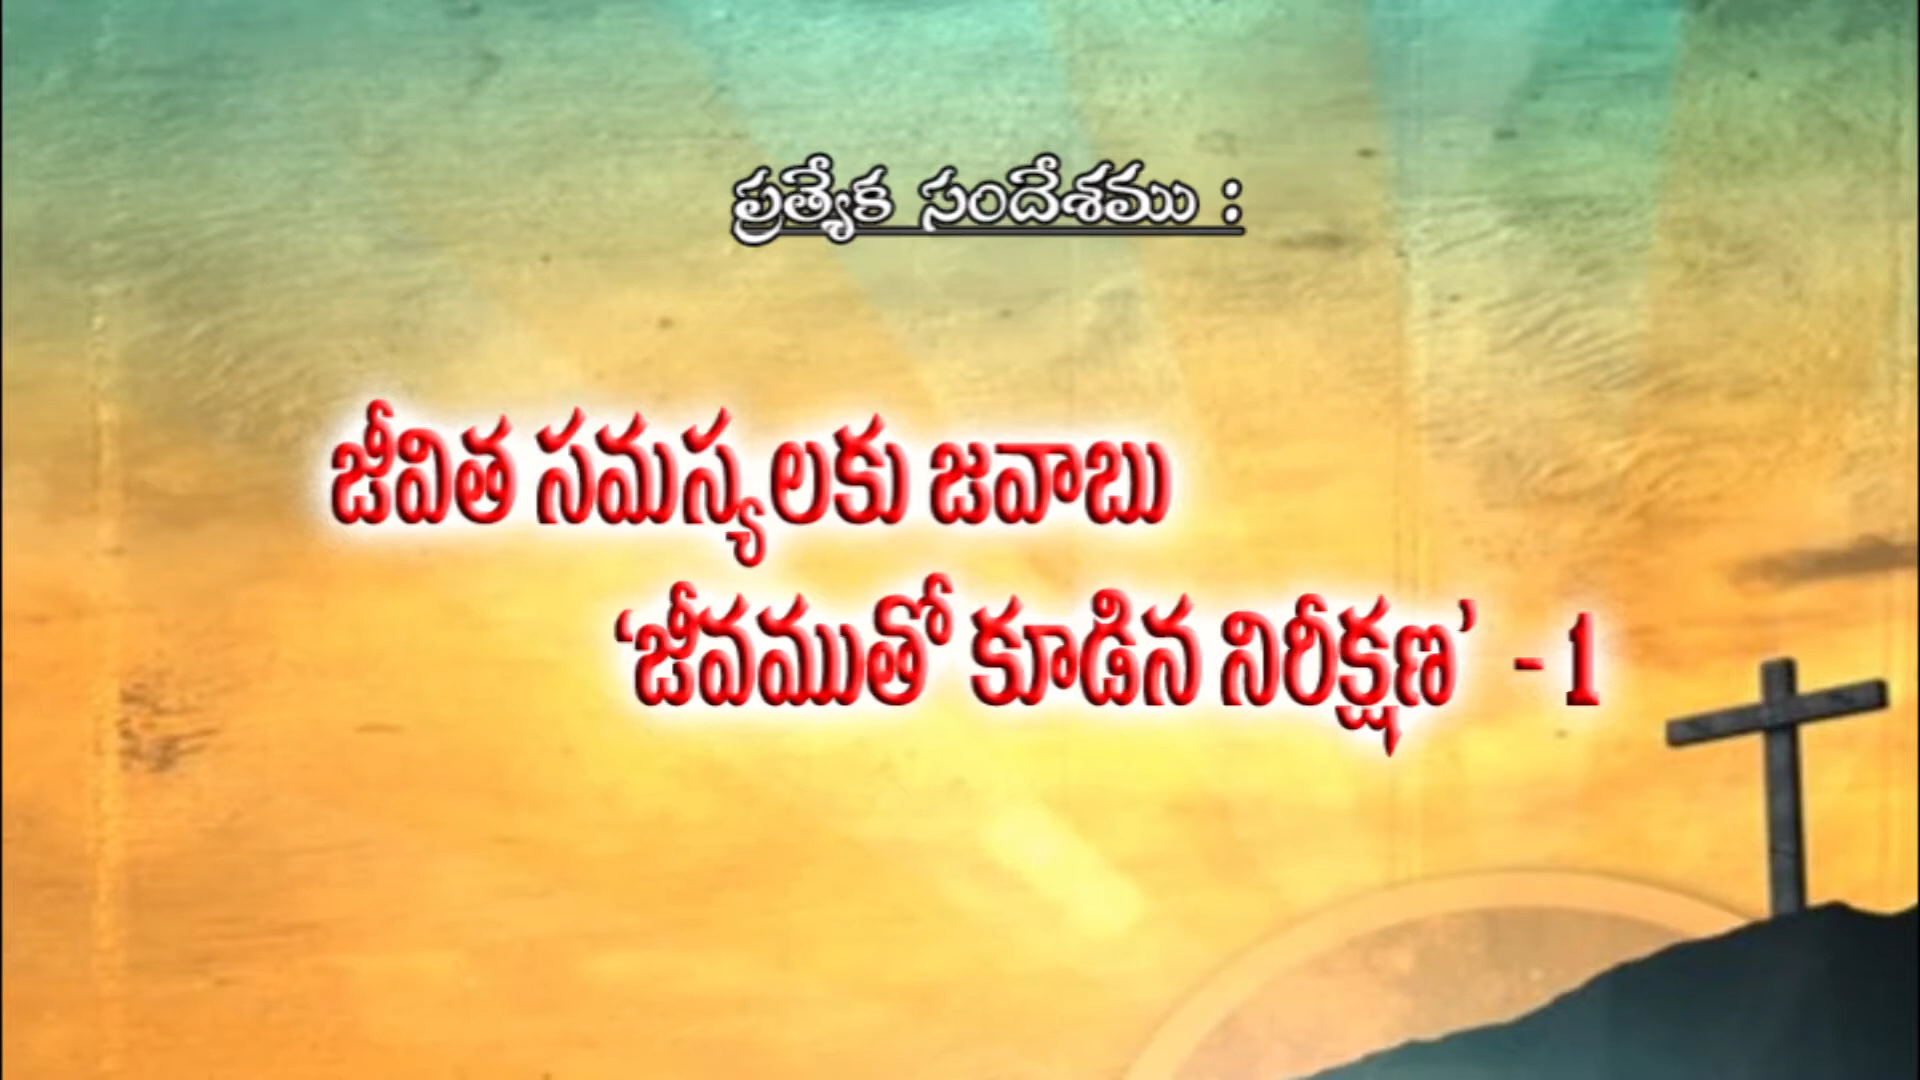 ప్రత్యేక సందేశము :
జీవిత సమస్యలకు జవాబు
‘జీవముతో కూడిన నిరీక్షణ’ - 1